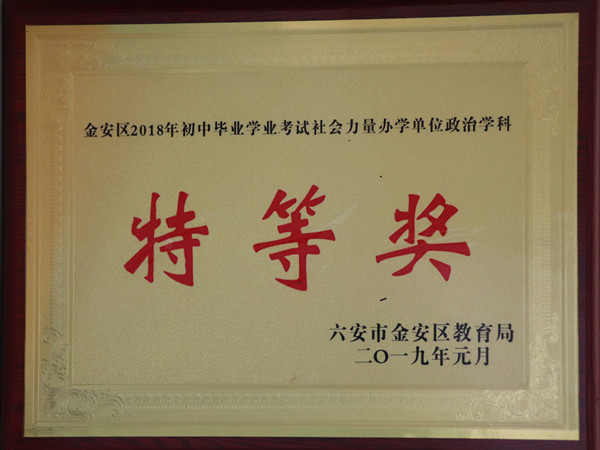 金安区2018年初中毕业学业考试社会力量办学单位政治学科
特等奖
六安市金安区教育局
二〇一九年元月